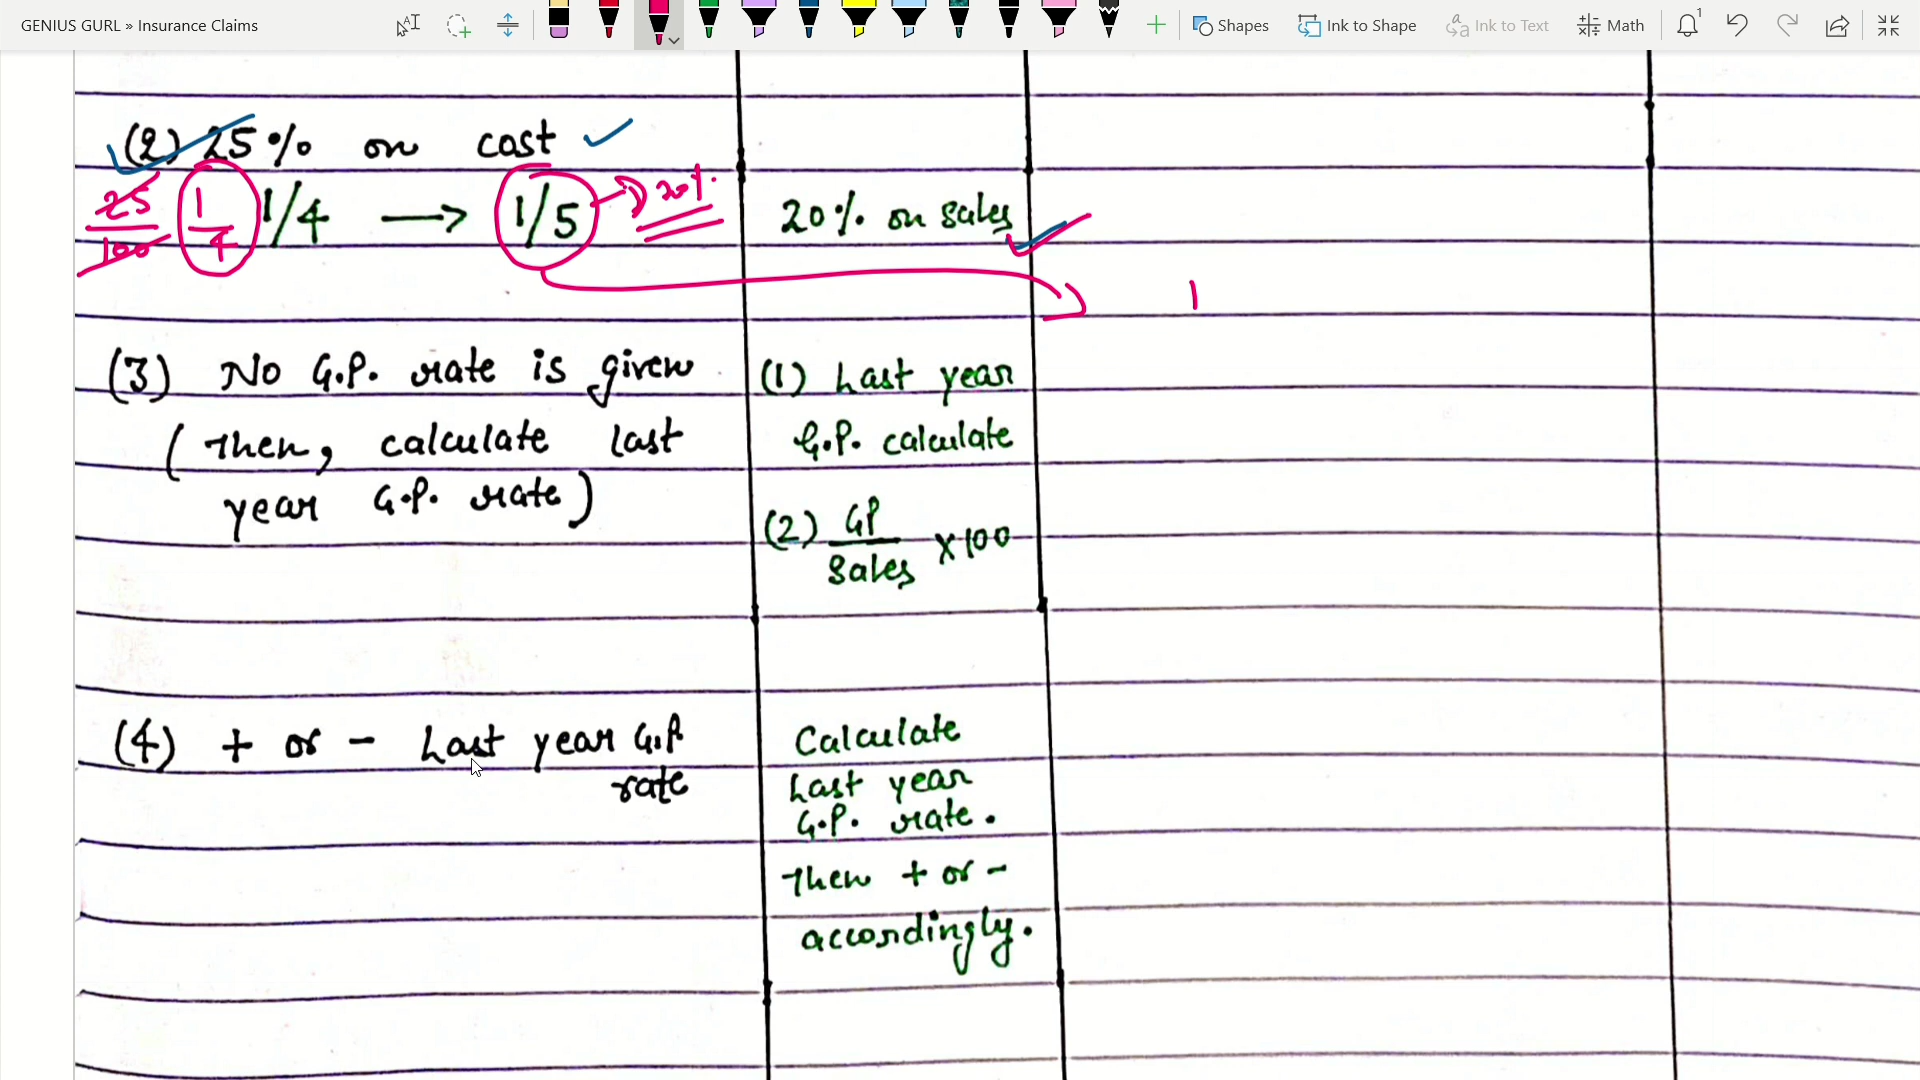 GENIUS GURL » Insurance Claims
Shapes
Ink to Shape
Ink to Text
Math
1
(2) 25% on cost
25
100
1
4
1/4 → 1/5
20%
20% on sales
1
(3) No G.P. rate is given
(Then, calculate last
year G.P. rate)
(1) Last year
G.P. calculate
(2) GP
Sales
×100
(4) + or - Last year G.P
rate
Calculate
Last year
G.P. rate.
Then + or -
accordingly.